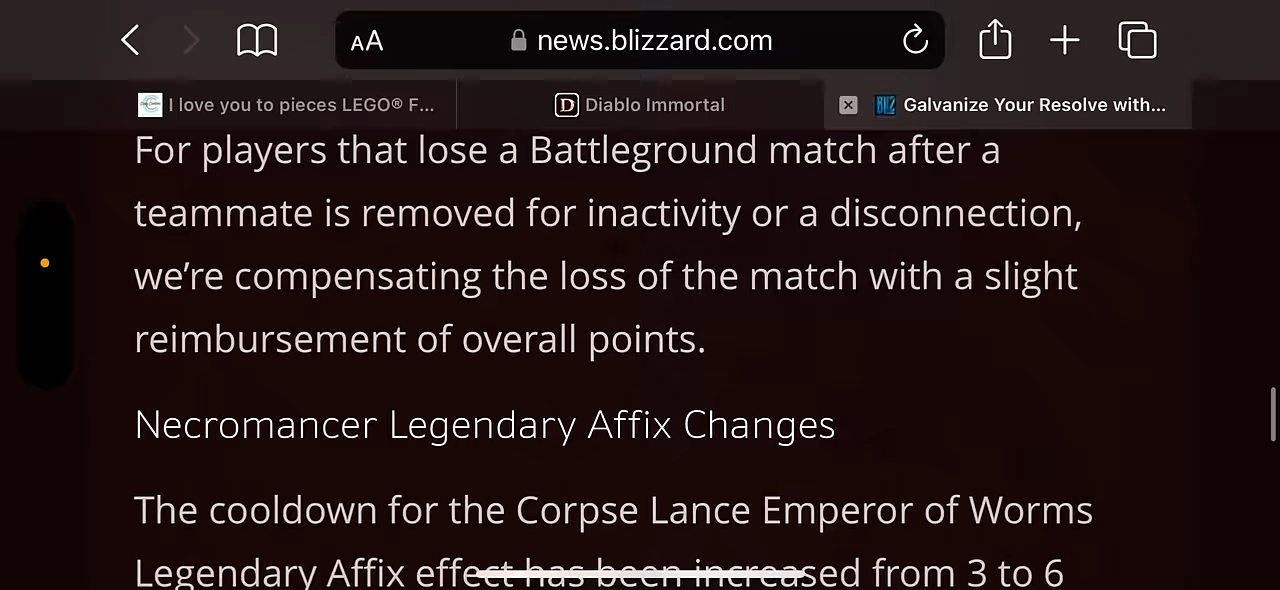 AA news.blizzard.com
I love you to pieces LEGO® F... Diablo Immortal Galvanize Your Resolve with...
For players that lose a Battleground match after a
teammate is removed for inactivity or a disconnection,
we’re compensating the loss of the match with a slight
reimbursement of overall points.
Necromancer Legendary Affix Changes
The cooldown for the Corpse Lance Emperor of Worms
Legendary Affix effect has been increased from 3 to 6